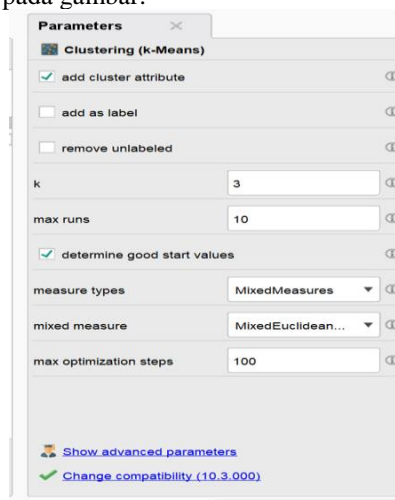 pada gambar.
Parameters
Clustering (k-Means)
add cluster attribute
add as label
remove unlabeled
k 3
max runs 10
determine good start values
measure types MixedMeasures
mixed measure MixedEuclidean...
max optimization steps 100
Show advanced parameters
Change compatibility (10.3.000)